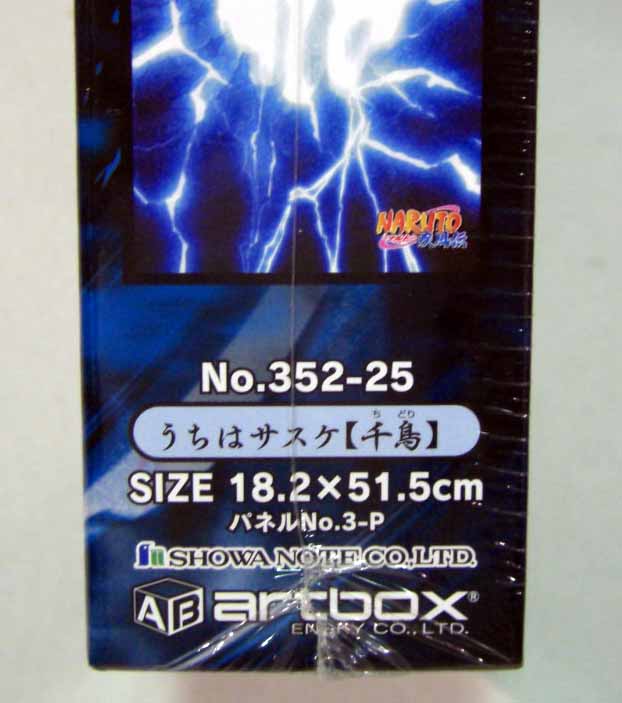 NARUTO
疾風伝
No.352-25
うちはサスケ【千鳥】
ち どり
SIZE 18.2×51.5cm
パネルNo.3-P
SHOWA NOTE CO.,LTD.
AB artbox®
ENSKY CO.,LTD.